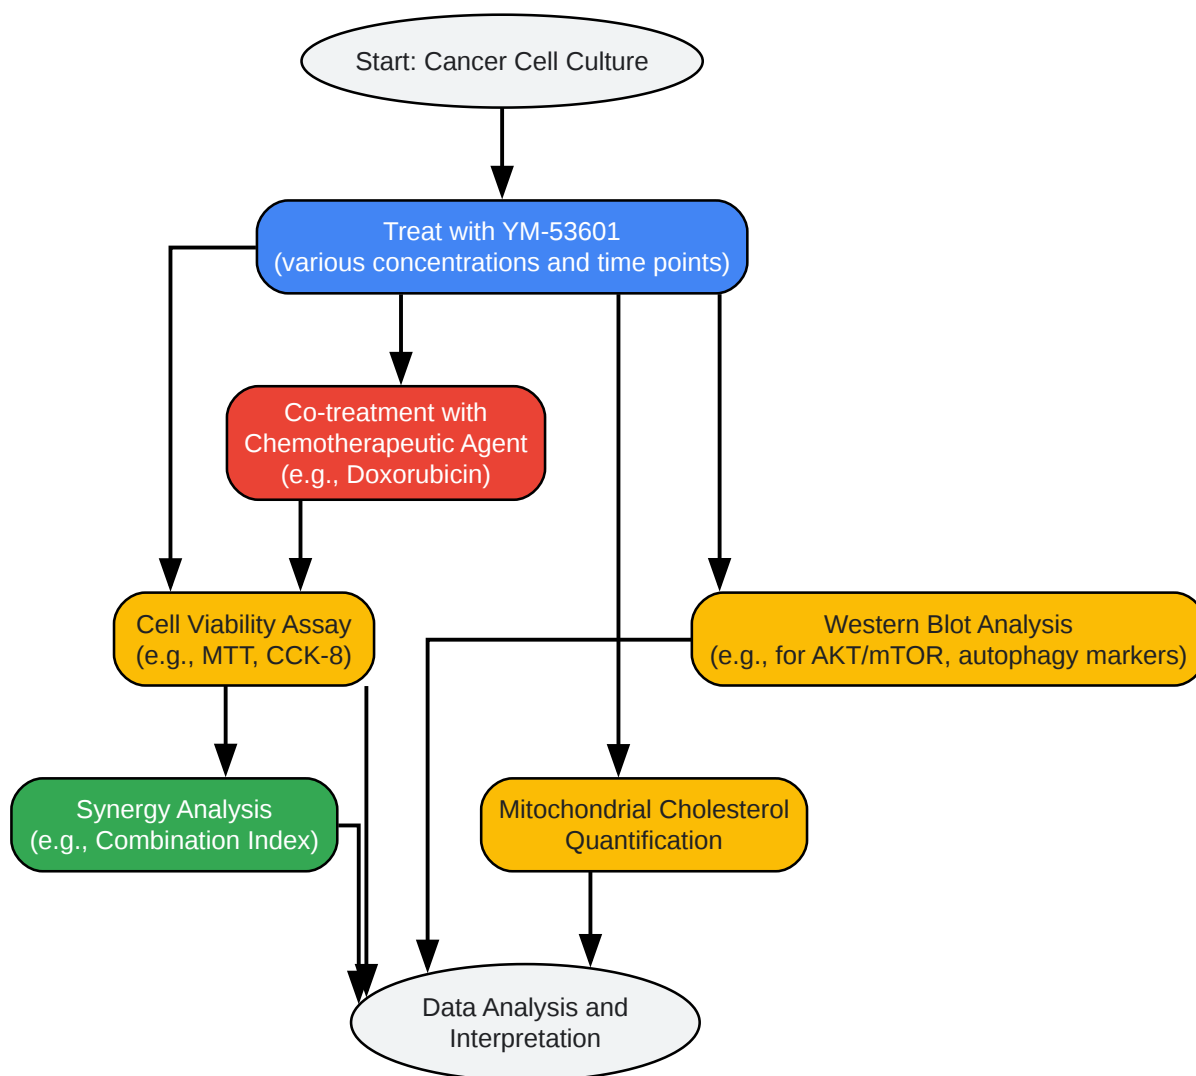 Start: Cancer Cell Culture
Treat with YM-53601
(various concentrations and time points)
Co-treatment with
Chemotherapeutic Agent
(e.g., Doxorubicin)
Cell Viability Assay
(e.g., MTT, CCK-8)
Western Blot Analysis
(e.g., for AKT/mTOR, autophagy markers)
Synergy Analysis
(e.g., Combination Index)
Mitochondrial Cholesterol
Quantification
Data Analysis and
Interpretation